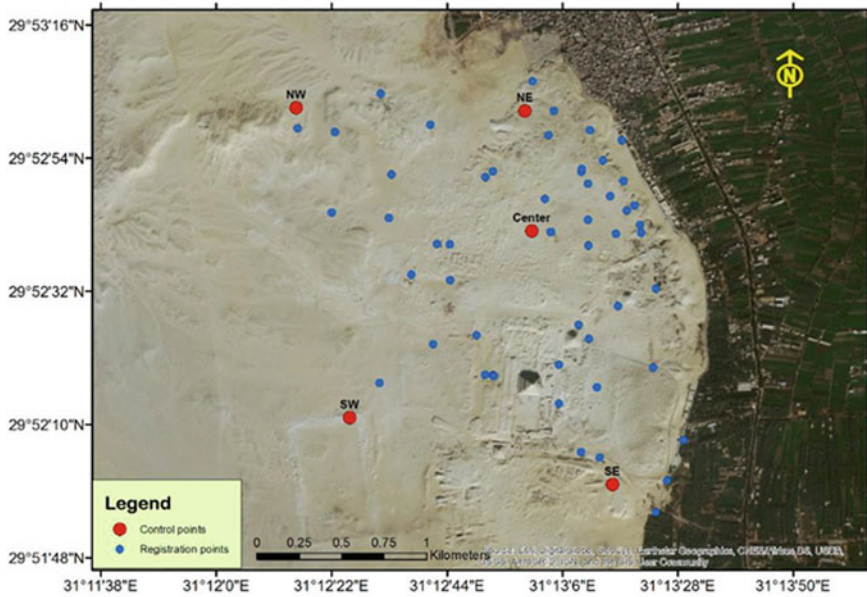 29°53'16"N
N
NW
NE
29°52'54"N
Center
29°52'32"N
29°52'10"N
SW
SE
Legend
Control points
Registration points
0 0.25 0.5 0.75 1
Kilometers
29°51'48"N
31°11'38"E 31°12'0"E 31°12'22"E 31°12'44"E 31°13'6"E 31°13'28"E 31°13'50"E